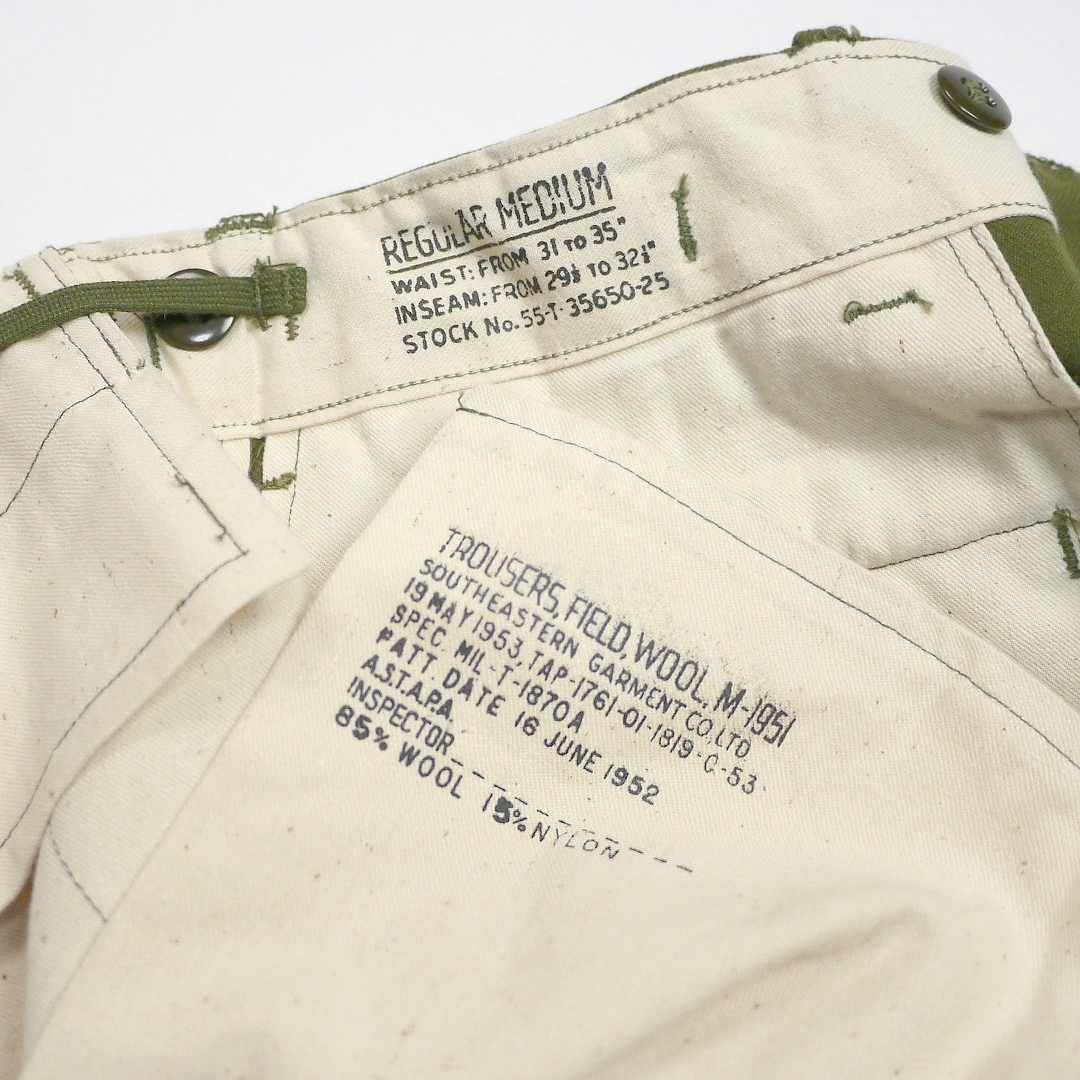 REGULAR MEDIUM
WAIST: FROM 31 TO 35"
INSEAM: FROM 29½ TO 32½"
STOCK No. 55-T-35650-25
TROUSERS, FIELD, WOOL, M-1951
SOUTHEASTERN GARMENT CO., LTD
19 MAY 1953, TAP-1761-01-1819-C-53
SPEC. MIL-T-1870A
PATT. DATE 16 JUNE 1952
A.S.T.A.P.A.
INSPECTOR
85% WOOL 15% NYLON